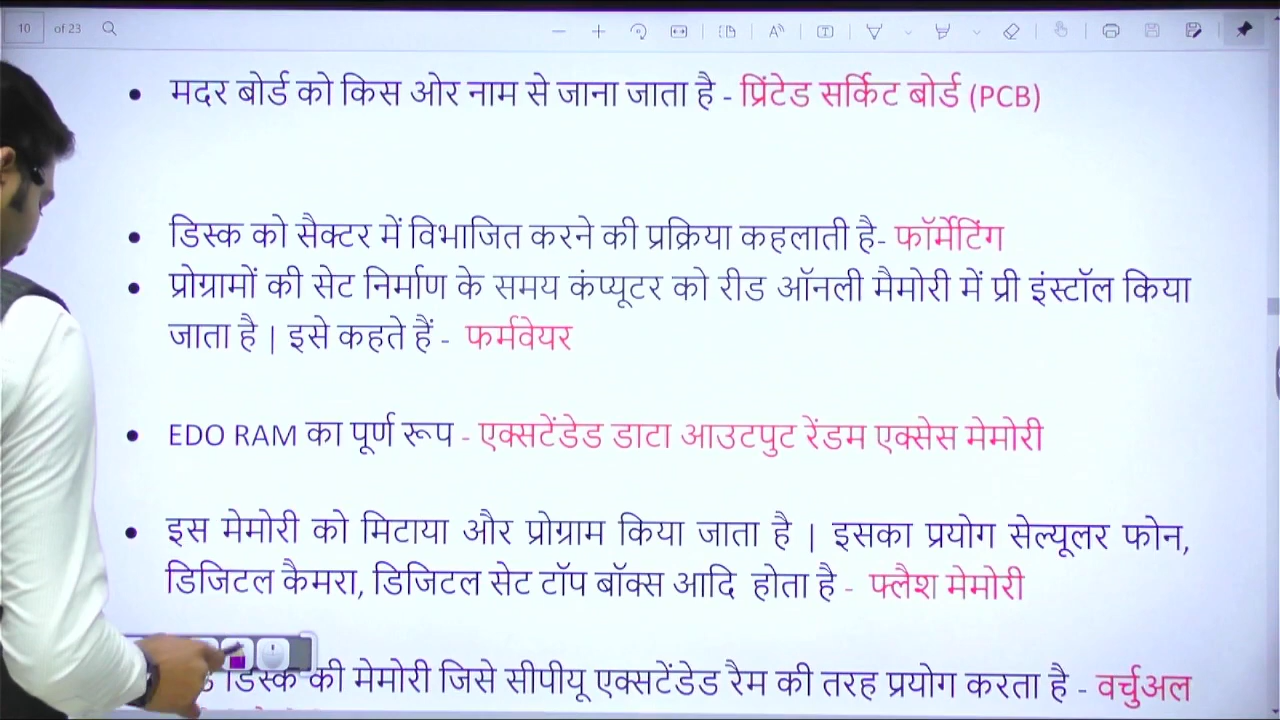 10 of 23
मदर बोर्ड को किस ओर नाम से जाना जाता है - प्रिंटेड सर्किट बोर्ड (PCB)
डिस्क को सैक्टर में विभाजित करने की प्रक्रिया कहलाती है- फॉर्मेटिंग
प्रोग्रामों की सेट निर्माण के समय कंप्यूटर को रीड ऑनली मैमोरी में प्री इंस्टॉल किया
जाता है | इसे कहते हैं - फर्मवेयर
EDO RAM का पूर्ण रूप - एक्सटेंडेड डाटा आउटपुट रेंडम एक्सेस मेमोरी
इस मेमोरी को मिटाया और प्रोग्राम किया जाता है | इसका प्रयोग सेल्यूलर फोन,
डिजिटल कैमरा, डिजिटल सेट टॉप बॉक्स आदि होता है - फ्लैश मेमोरी
डिस्क की मेमोरी जिसे सीपीयू एक्सटेंडेड रैम की तरह प्रयोग करता है - वर्चुअल